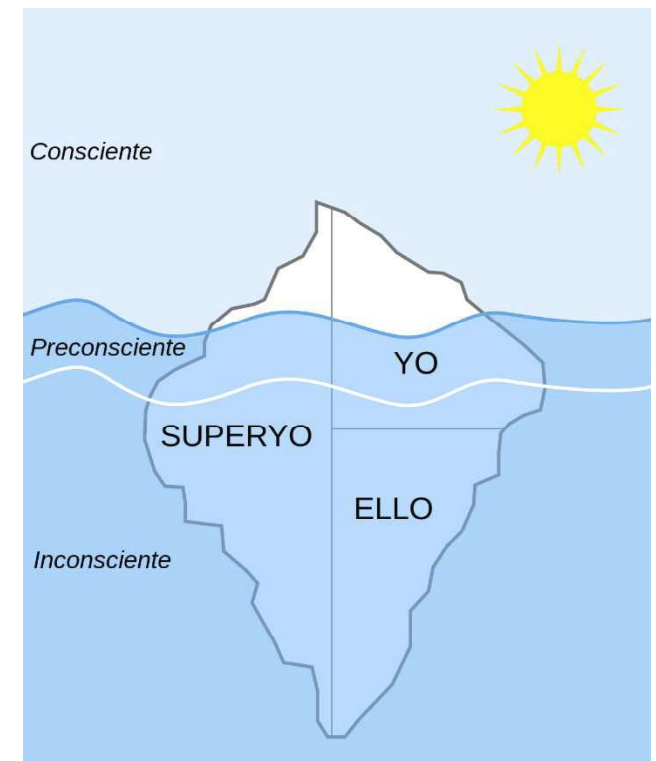 Consciente
Preconsciente
YO
SUPERYO
ELLO
Inconsciente